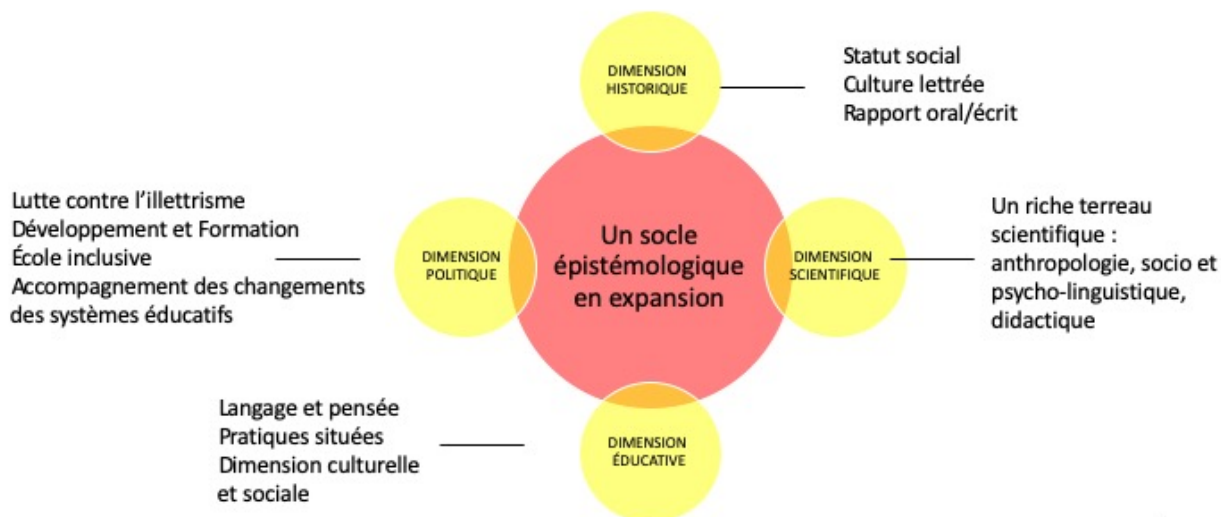 DIMENSION
HISTORIQUE
Statut social
Culture lettrée
Rapport oral/écrit
Lutte contre l'illettrisme
Développement et Formation
École inclusive
Accompagnement des changements
des systèmes éducatifs
DIMENSION
POLITIQUE
Un socle
épistémologique
en expansion
DIMENSION
SCIENTIFIQUE
Un riche terreau
scientifique :
anthropologie, socio et
psycho-linguistique,
didactique
Langage et pensée
Pratiques situées
Dimension culturelle
et sociale
DIMENSION
ÉDUCATIVE